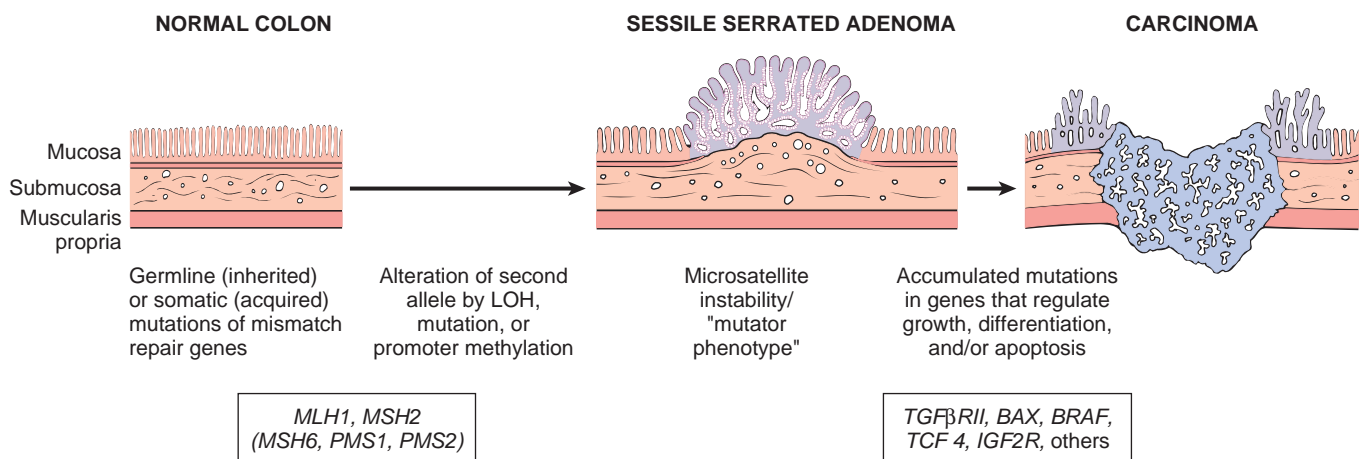 NORMAL COLON
SESSILE SERRATED ADENOMA
CARCINOMA
Mucosa
Submucosa
Muscularis
propria
Germline (inherited)
or somatic (acquired)
mutations of mismatch
repair genes
Alteration of second
allele by LOH,
mutation, or
promoter methylation
Microsatellite
instability/
"mutator
phenotype"
Accumulated mutations
in genes that regulate
growth, differentiation,
and/or apoptosis
MLH1, MSH2
(MSH6, PMS1, PMS2)
TGFβRII, BAX, BRAF,
TCF 4, IGF2R, others